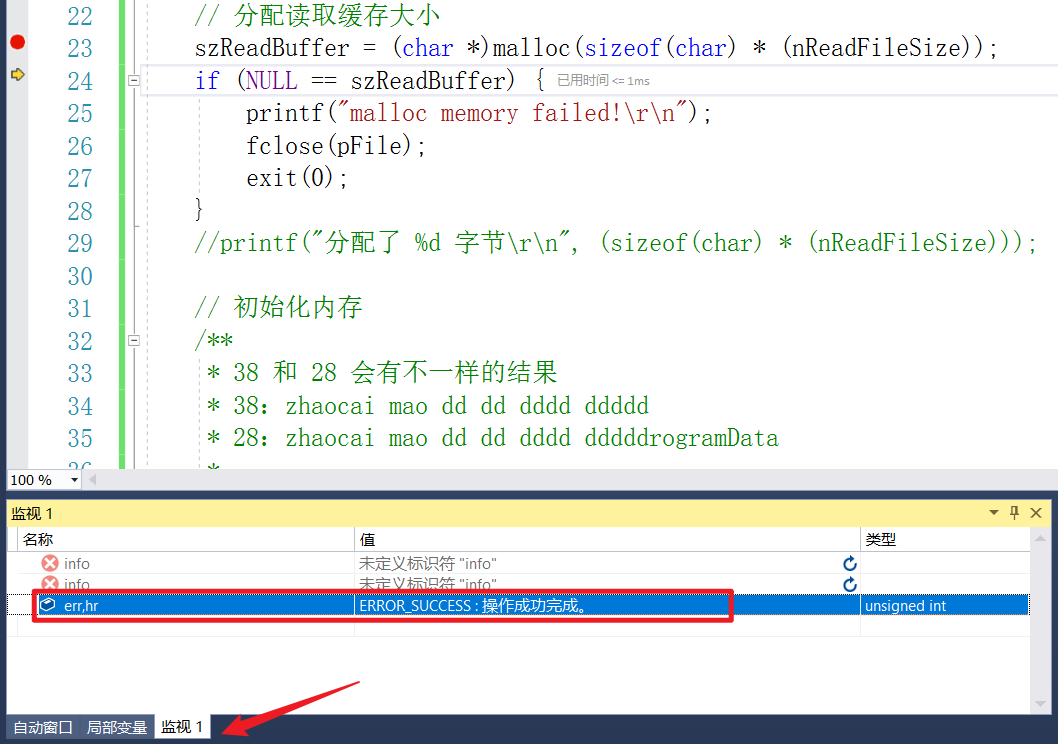 22 // 分配读取缓存大小
23 szReadBuffer = (char *)malloc(sizeof(char) * (nReadFileSize));
24 if (NULL == szReadBuffer) { 已用时间 <= 1ms
25 printf("malloc memory failed!\r\n");
26 fclose(pFile);
27 exit(0);
28 }
29 //printf("分配了 %d 字节\r\n", (sizeof(char) * (nReadFileSize)));
30
31 // 初始化内存
32 /**
33 * 38 和 28 会有不一样的结果
34 * 38: zhaocai mao dd dd dddd ddddd
35 * 28: zhaocai mao dd dd dddd dddddrogramData
36 *
100 %
监视 1
名称 值 类型
info 未定义标识符 "info"
info 未定义标识符 "info"
err,hr ERROR_SUCCESS : 操作成功完成。 unsigned int
自动窗口 局部变量 监视 1